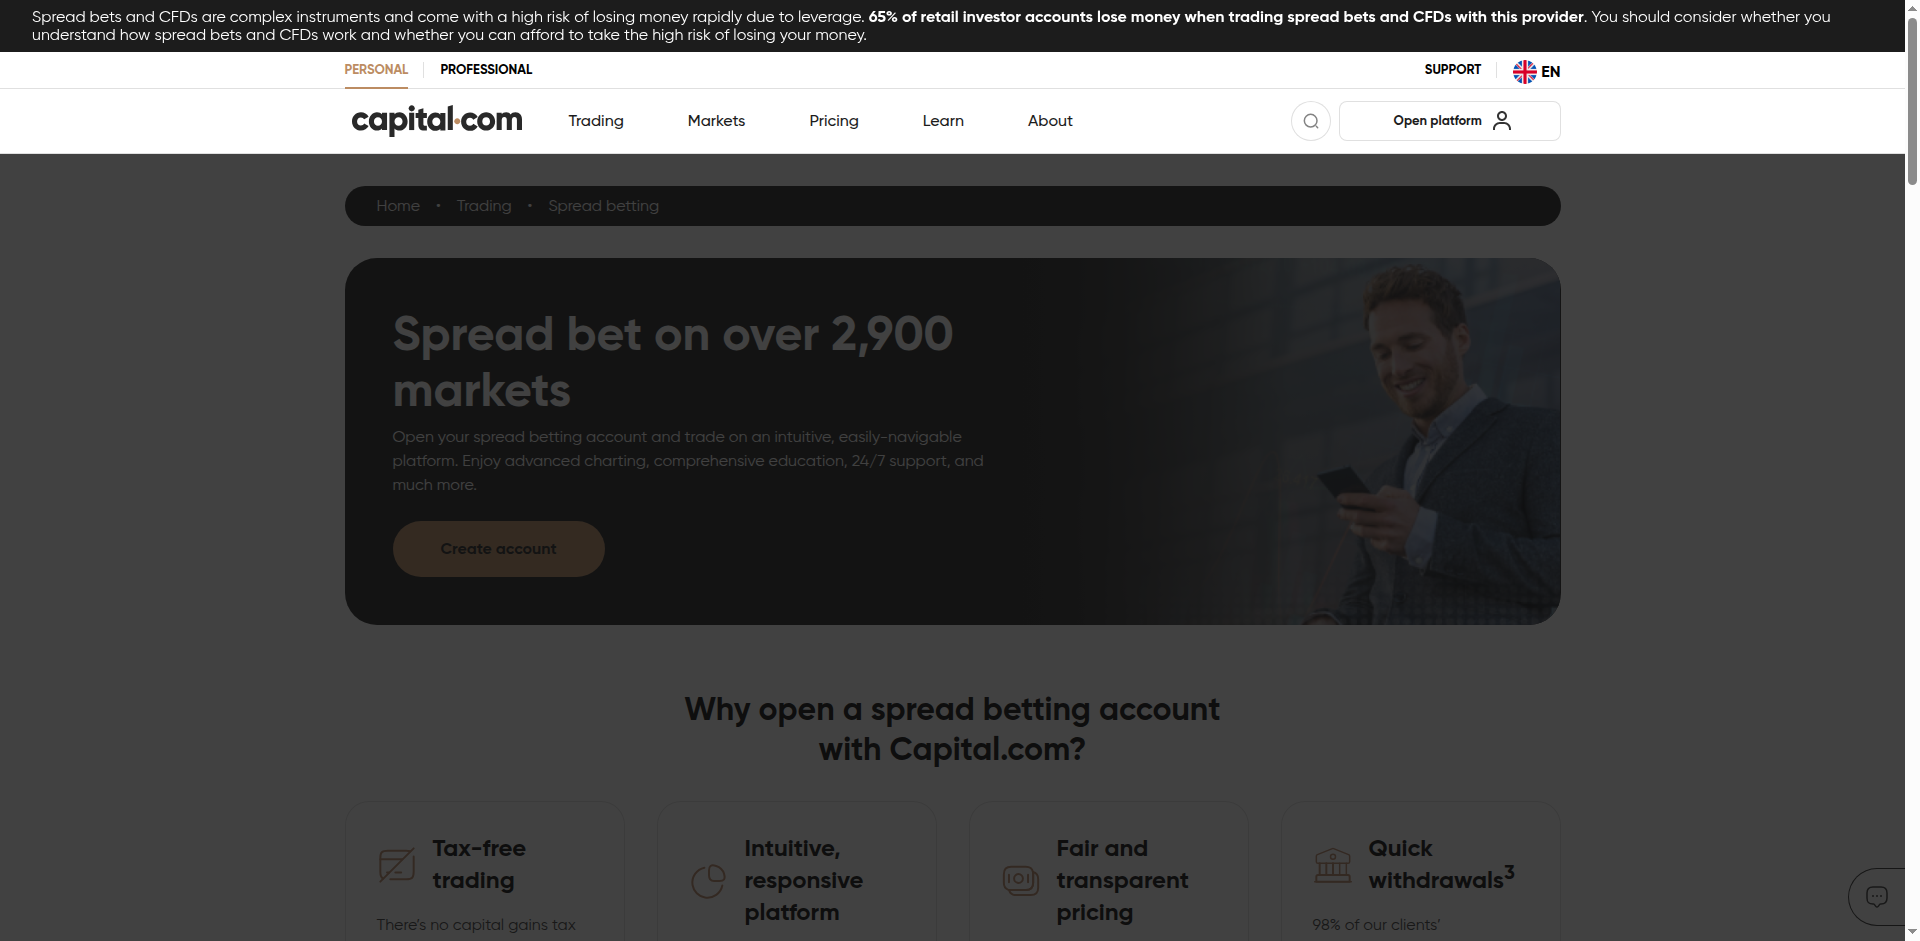 Spread bets and CFDs are complex instruments and come with a high risk of losing money rapidly due to leverage. 65% of retail investor accounts lose money when trading spread bets and CFDs with this provider. You should consider whether you
understand how spread bets and CFDs work and whether you can afford to take the high risk of losing your money.
PERSONAL PROFESSIONAL SUPPORT EN
capital.com Trading Markets Pricing Learn About Open platform
Home • Trading • Spread betting
Spread bet on over 2,900
markets
Open your spread betting account and trade on an intuitive, easily-navigable
platform. Enjoy advanced charting, comprehensive education, 24/7 support, and
much more.
Create account
Why open a spread betting account
with Capital.com?
Tax-free
trading
There's no capital gains tax
Intuitive,
responsive
platform
Fair and
transparent
pricing
Quick
withdrawals³
98% of our clients'